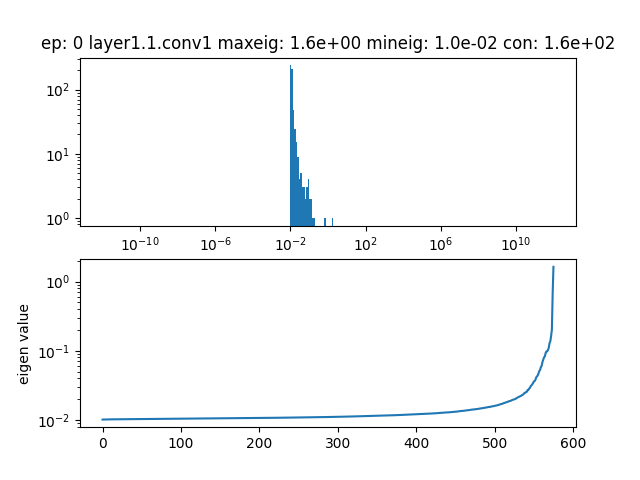 ep: 0 layer1.1.conv1 maxeig: 1.6e+00 mineig: 1.0e-02 con: 1.6e+02
10²
10¹
10⁰
10⁻¹⁰ 10⁻⁶ 10⁻² 10² 10⁶ 10¹⁰
eigen value
10⁰
10⁻¹
10⁻²
0 100 200 300 400 500 600